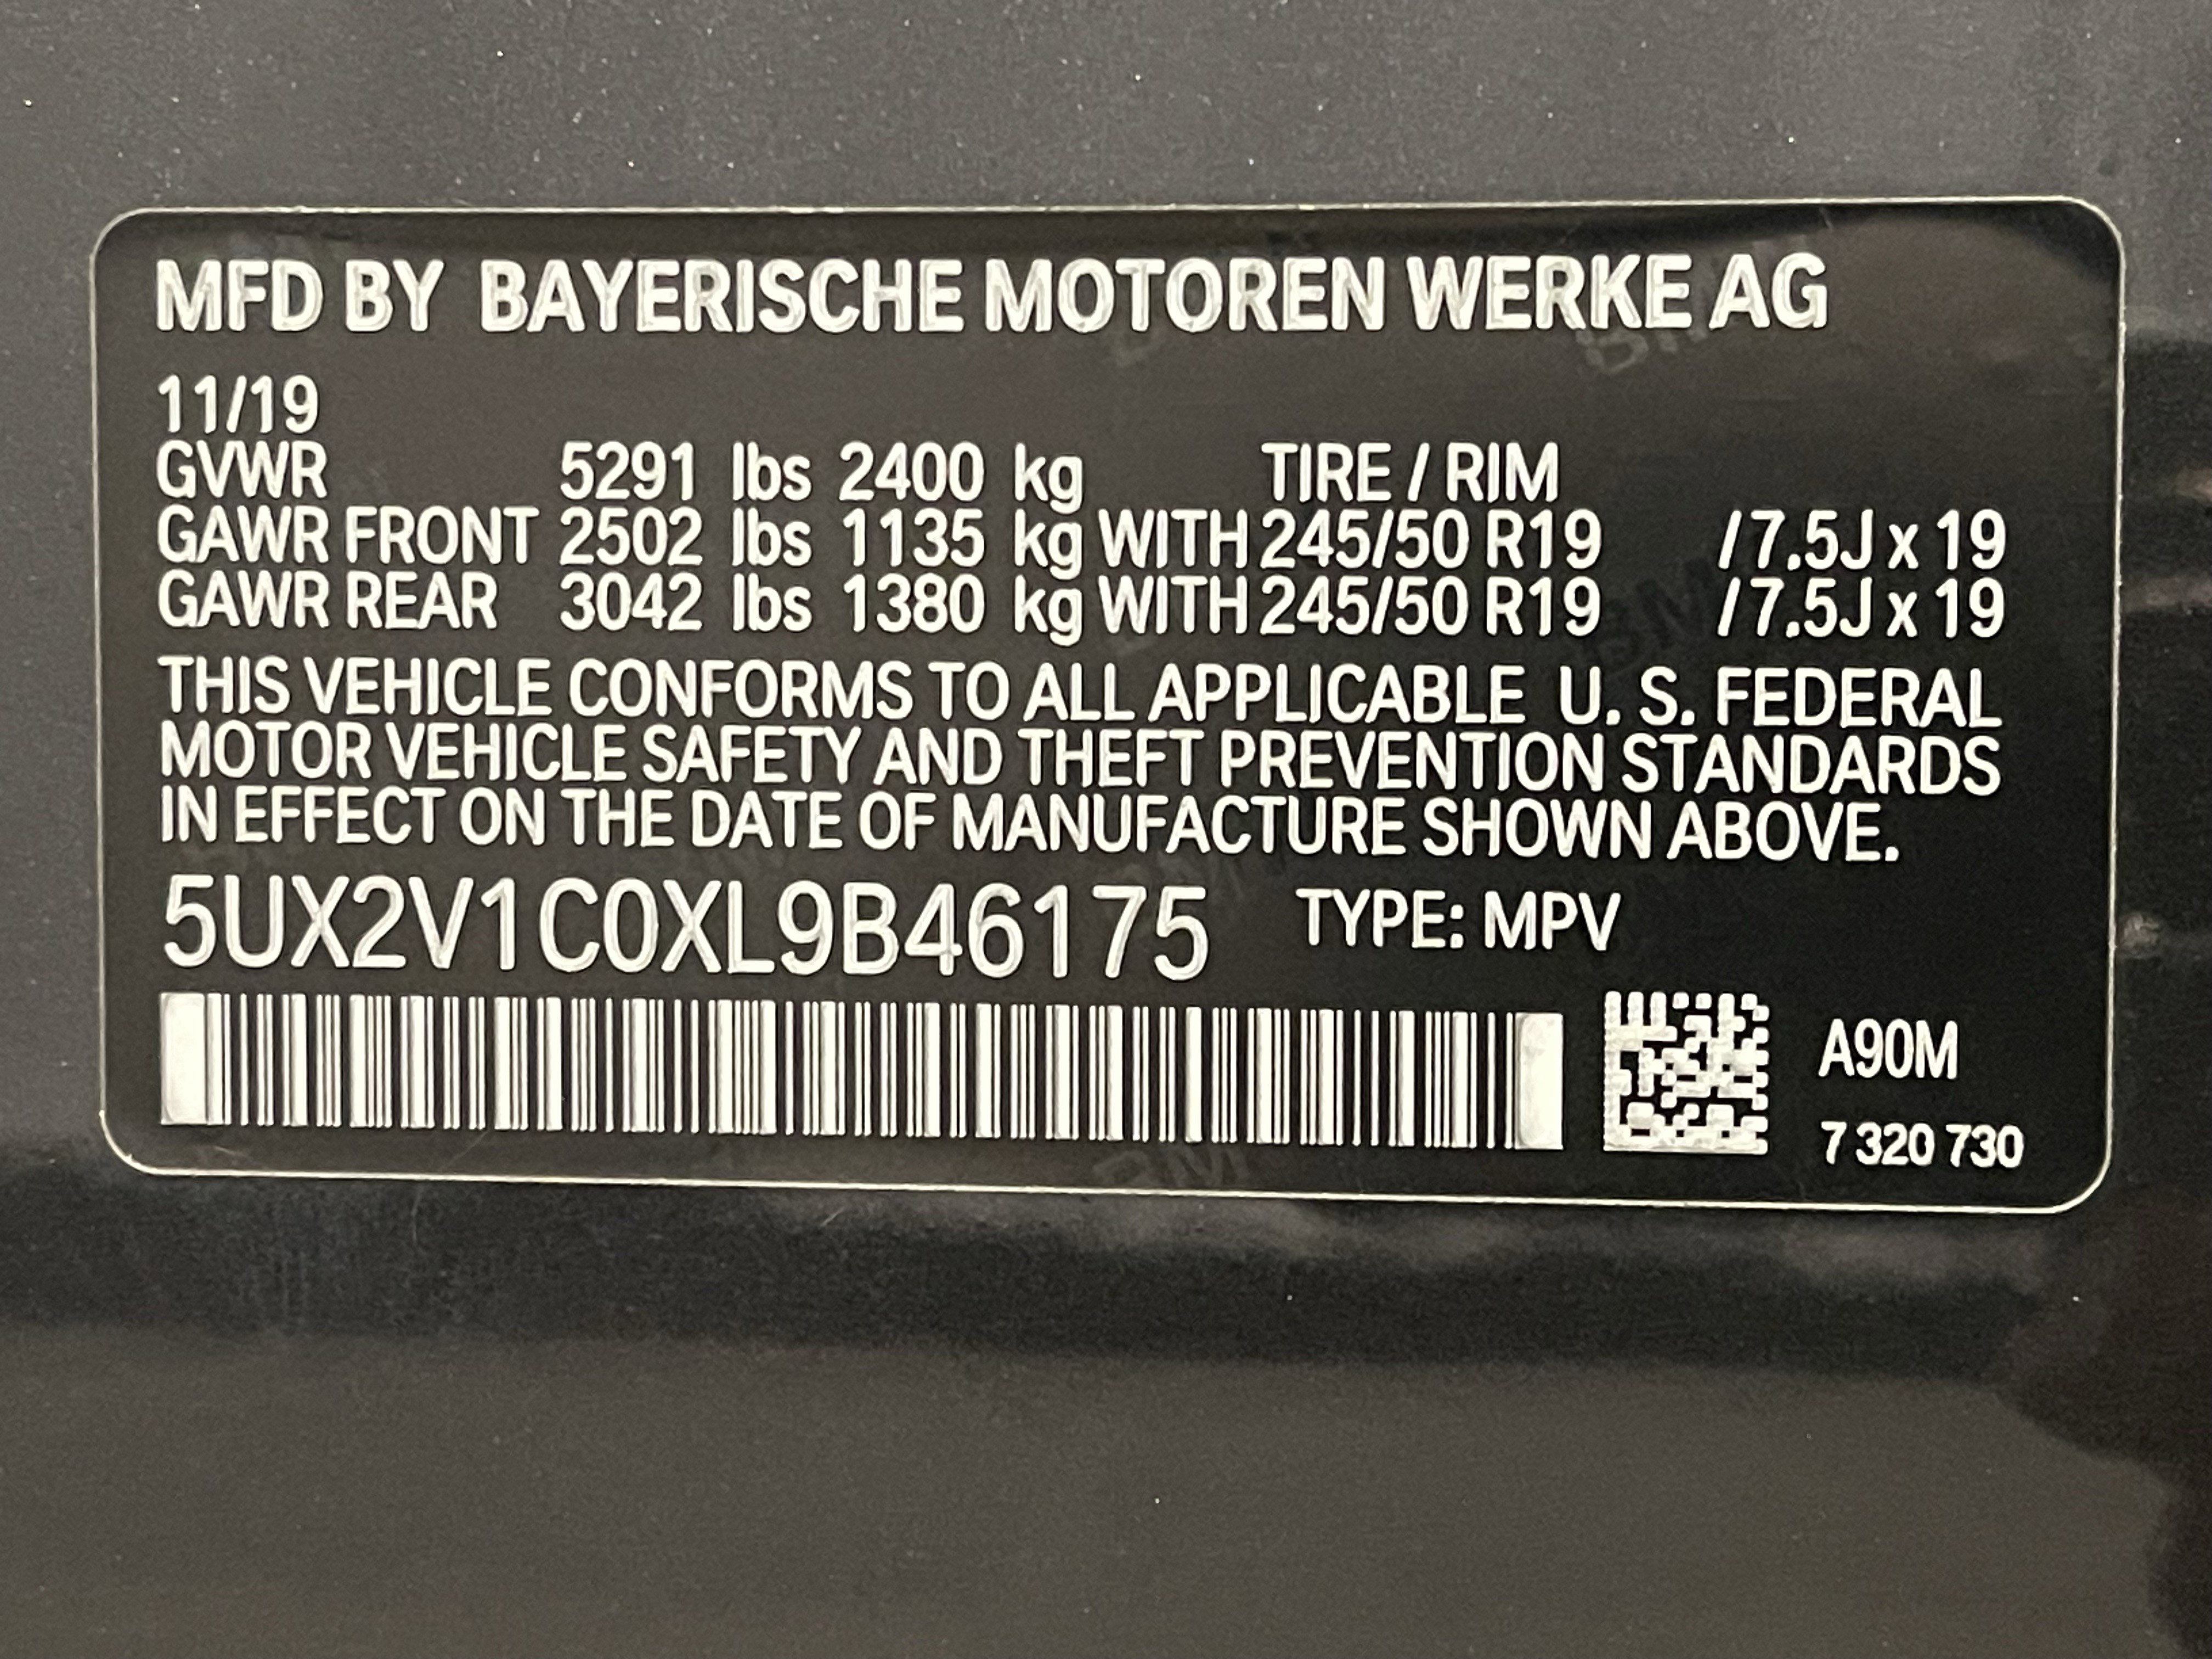 MFD BY BAYERISCHE MOTOREN WERKE AG
11/19
GVWR 5291 lbs 2400 kg TIRE / RIM
GAWR FRONT 2502 lbs 1135 kg WITH 245/50 R19 / 7.5J x 19
GAWR REAR 3042 lbs 1380 kg WITH 245/50 R19 / 7.5J x 19
THIS VEHICLE CONFORMS TO ALL APPLICABLE U. S. FEDERAL
MOTOR VEHICLE SAFETY AND THEFT PREVENTION STANDARDS
IN EFFECT ON THE DATE OF MANUFACTURE SHOWN ABOVE.
5UX2V1C0XL9B46175 TYPE: MPV
A90M
7 320 730